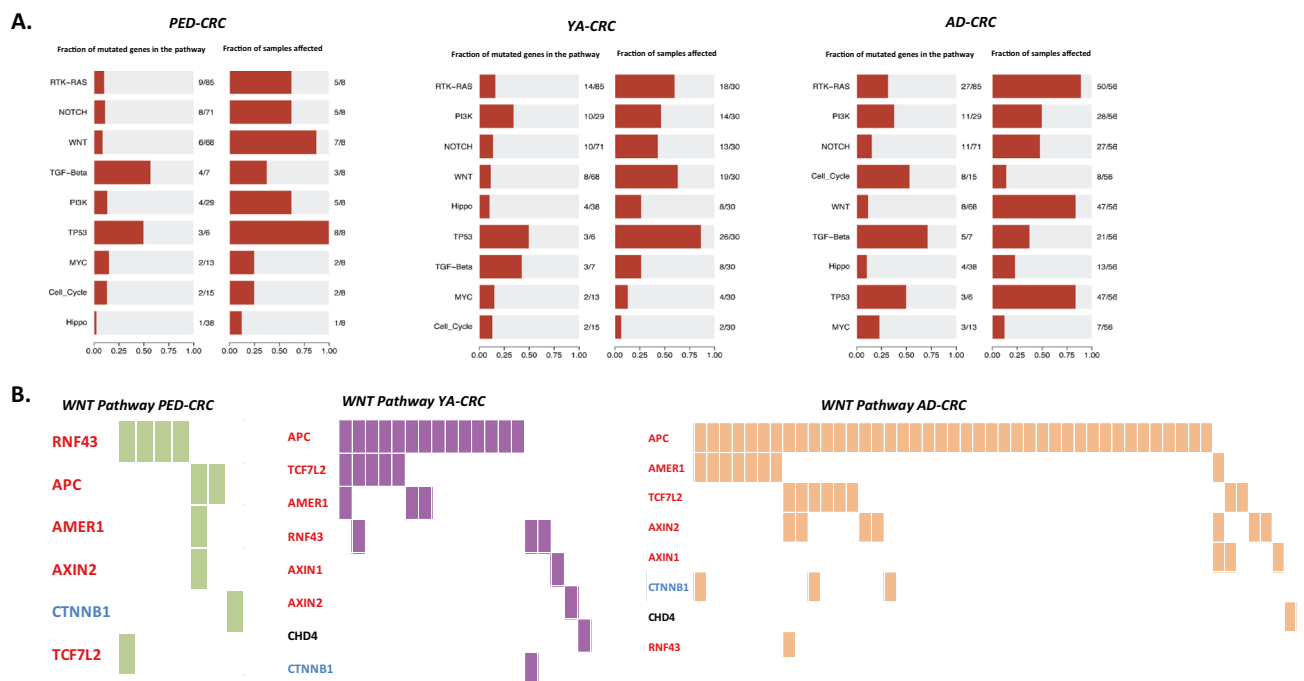 A.
PED-CRC
YA-CRC
AD-CRC
Fraction of mutated genes in the pathway
Fraction of samples affected
RTK-RAS 9/85 5/8
NOTCH 8/71 5/8
WNT 6/68 7/8
TGF-Beta 4/7 3/8
PI3K 4/29 5/8
TP53 3/6 8/8
MYC 2/13 2/8
Cell_Cycle 2/15 2/8
Hippo 1/38 1/8
0.00 0.25 0.50 0.75 1.00 0.00 0.25 0.50 0.75 1.00
Fraction of mutated genes in the pathway
Fraction of samples affected
RTK-RAS 14/85 18/30
PI3K 10/29 14/30
NOTCH 10/71 13/30
WNT 8/68 19/30
Hippo 4/38 8/30
TP53 3/6 26/30
TGF-Beta 3/7 8/30
MYC 2/13 4/30
Cell_Cycle 2/15 2/30
0.00 0.25 0.50 0.75 1.00 0.00 0.25 0.50 0.75 1.00
Fraction of mutated genes in the pathway
Fraction of samples affected
RTK-RAS 27/85 50/56
PI3K 11/29 28/56
NOTCH 11/71 27/56
Cell_Cycle 8/15 8/56
WNT 8/68 47/56
TGF-Beta 5/7 21/56
Hippo 4/38 13/56
TP53 3/6 47/56
MYC 3/13 7/56
0.00 0.25 0.50 0.75 1.00 0.00 0.25 0.50 0.75 1.00
B.
WNT Pathway PED-CRC
RNF43
APC
AMER1
AXIN2
CTNNB1
TCF7L2
WNT Pathway YA-CRC
APC
TCF7L2
AMER1
RNF43
AXIN1
AXIN2
CHD4
CTNNB1
WNT Pathway AD-CRC
APC
AMER1
TCF7L2
AXIN2
AXIN1
CTNNB1
CHD4
RNF43